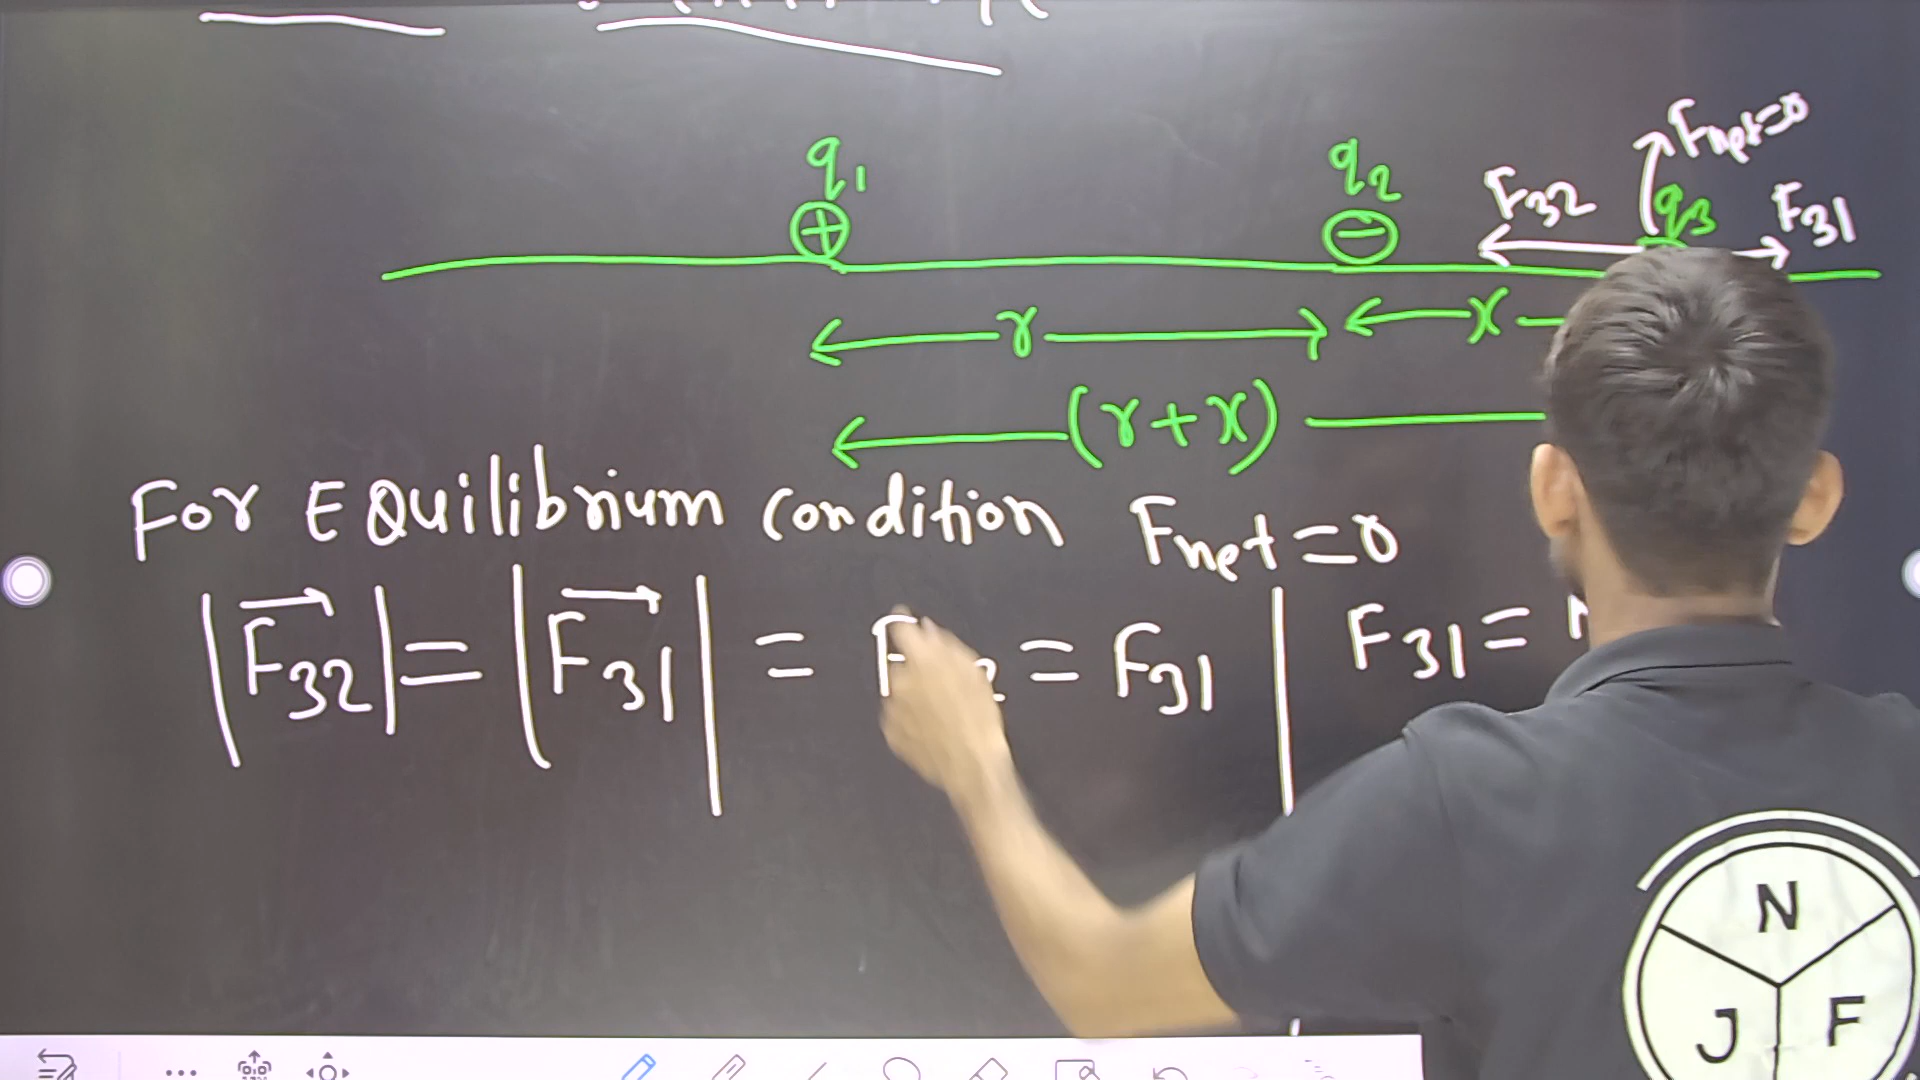 q1 q2 q3 Fnet=0
F32 F31
r x
(r+x)
For EQuilibrium condition Fnet=0
|F32| = |F31| = = F31 | F31 =
N
J F